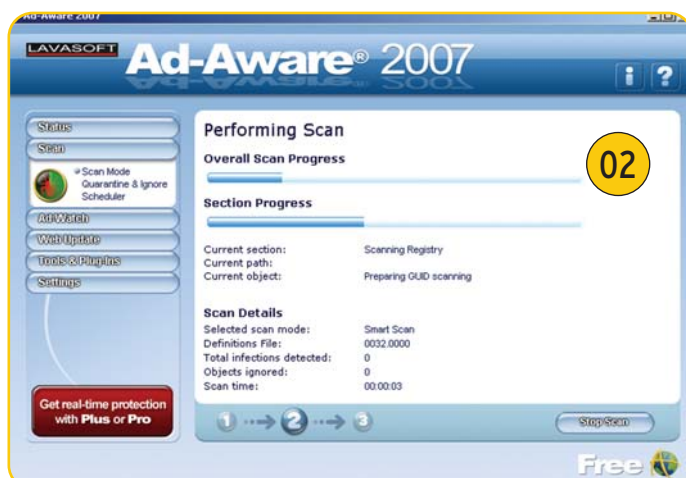 Ad-Aware 2007
LAVASOFT
Ad-Aware® 2007
i ?
Status
Scan
Scan Mode
Quarantine & Ignore
Scheduler
Ad-Watch
Web Update
Tools & Plug-Ins
Settings
Get real-time protection
with Plus or Pro
Performing Scan
02
Overall Scan Progress
Section Progress
Current section: Scanning Registry
Current path:
Current object: Preparing GUID scanning
Scan Details
Selected scan mode: Smart Scan
Definitions File: 0032.0000
Total infections detected: 0
Objects ignored: 0
Scan time: 00:00:03
1 2 3
Stop Scan
Free